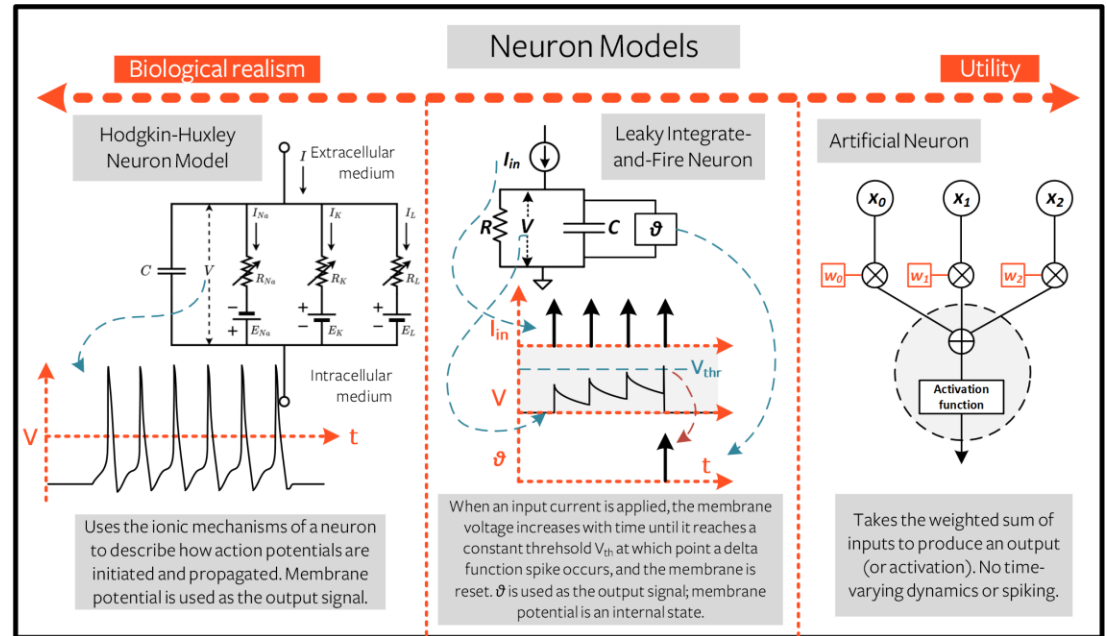 Neuron Models
Biological realism
Utility
Hodgkin-Huxley
Neuron Model
Extracellular
medium
I
I_Na
I_K
I_L
C
V
R_Na
R_K
R_L
−
+
+
+
−
−
E_Na
E_K
E_L
Intracellular
medium
V
t
Uses the ionic mechanisms of a neuron
to describe how action potentials are
initiated and propagated. Membrane
potential is used as the output signal.
Leaky Integrate-
and-Fire Neuron
I_in
R
V
C
ϑ
I_in
V_thr
V
ϑ
t
When an input current is applied, the membrane
voltage increases with time until it reaches a
constant threhsold V_th at which point a delta
function spike occurs, and the membrane is
reset. ϑ is used as the output signal; membrane
potential is an internal state.
Artificial Neuron
x_0
x_1
x_2
w_0
w_1
w_2
Activation
function
Takes the weighted sum of
inputs to produce an output
(or activation). No time-
varying dynamics or spiking.